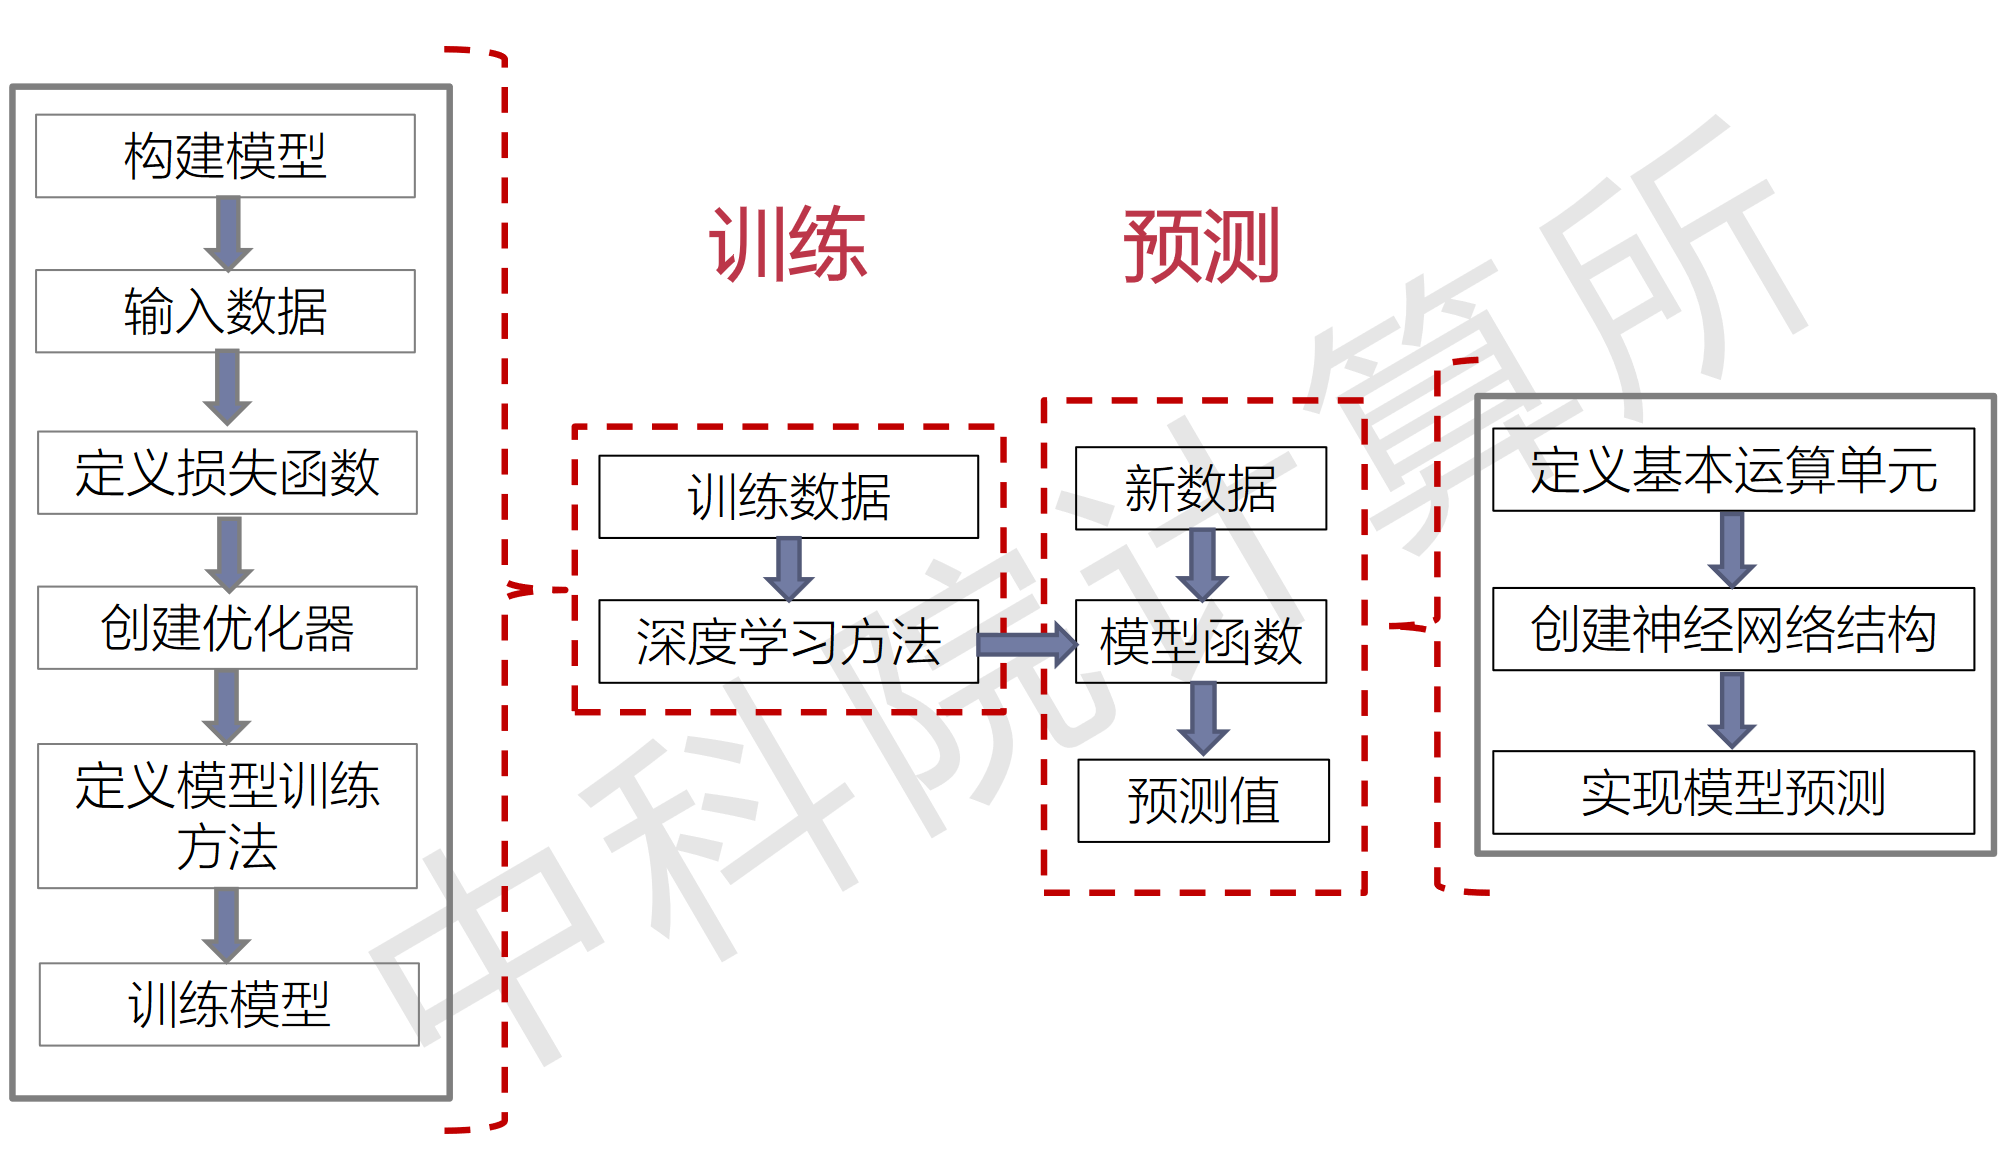 构建模型
输入数据
定义损失函数
创建优化器
定义模型训练
方法
训练模型
训练
训练数据
深度学习方法
预测
新数据
模型函数
预测值
定义基本运算单元
创建神经网络结构
实现模型预测
中科院计算所